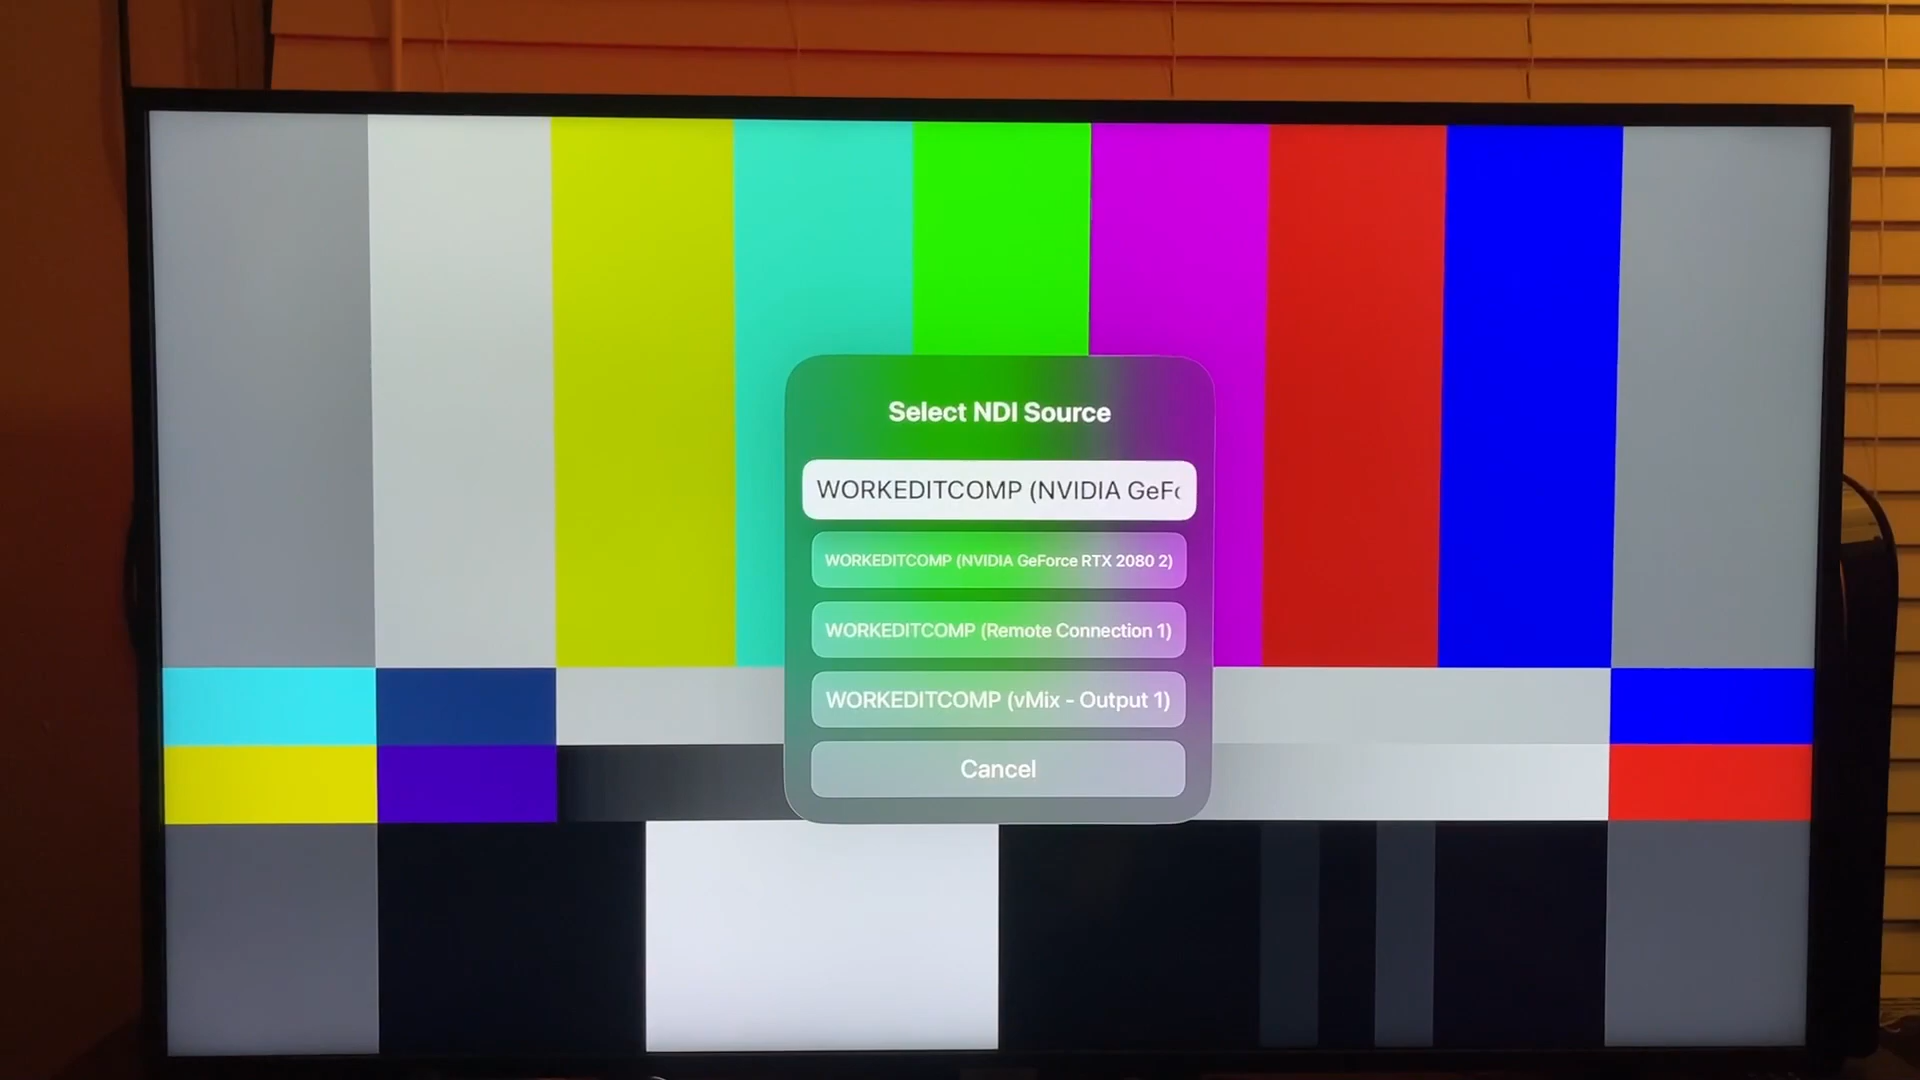 Select NDI Source
WORKEDITCOMP (NVIDIA GeF
WORKEDITCOMP (NVIDIA GeForce RTX 2080 2)
WORKEDITCOMP (Remote Connection 1)
WORKEDITCOMP (vMix - Output 1)
Cancel